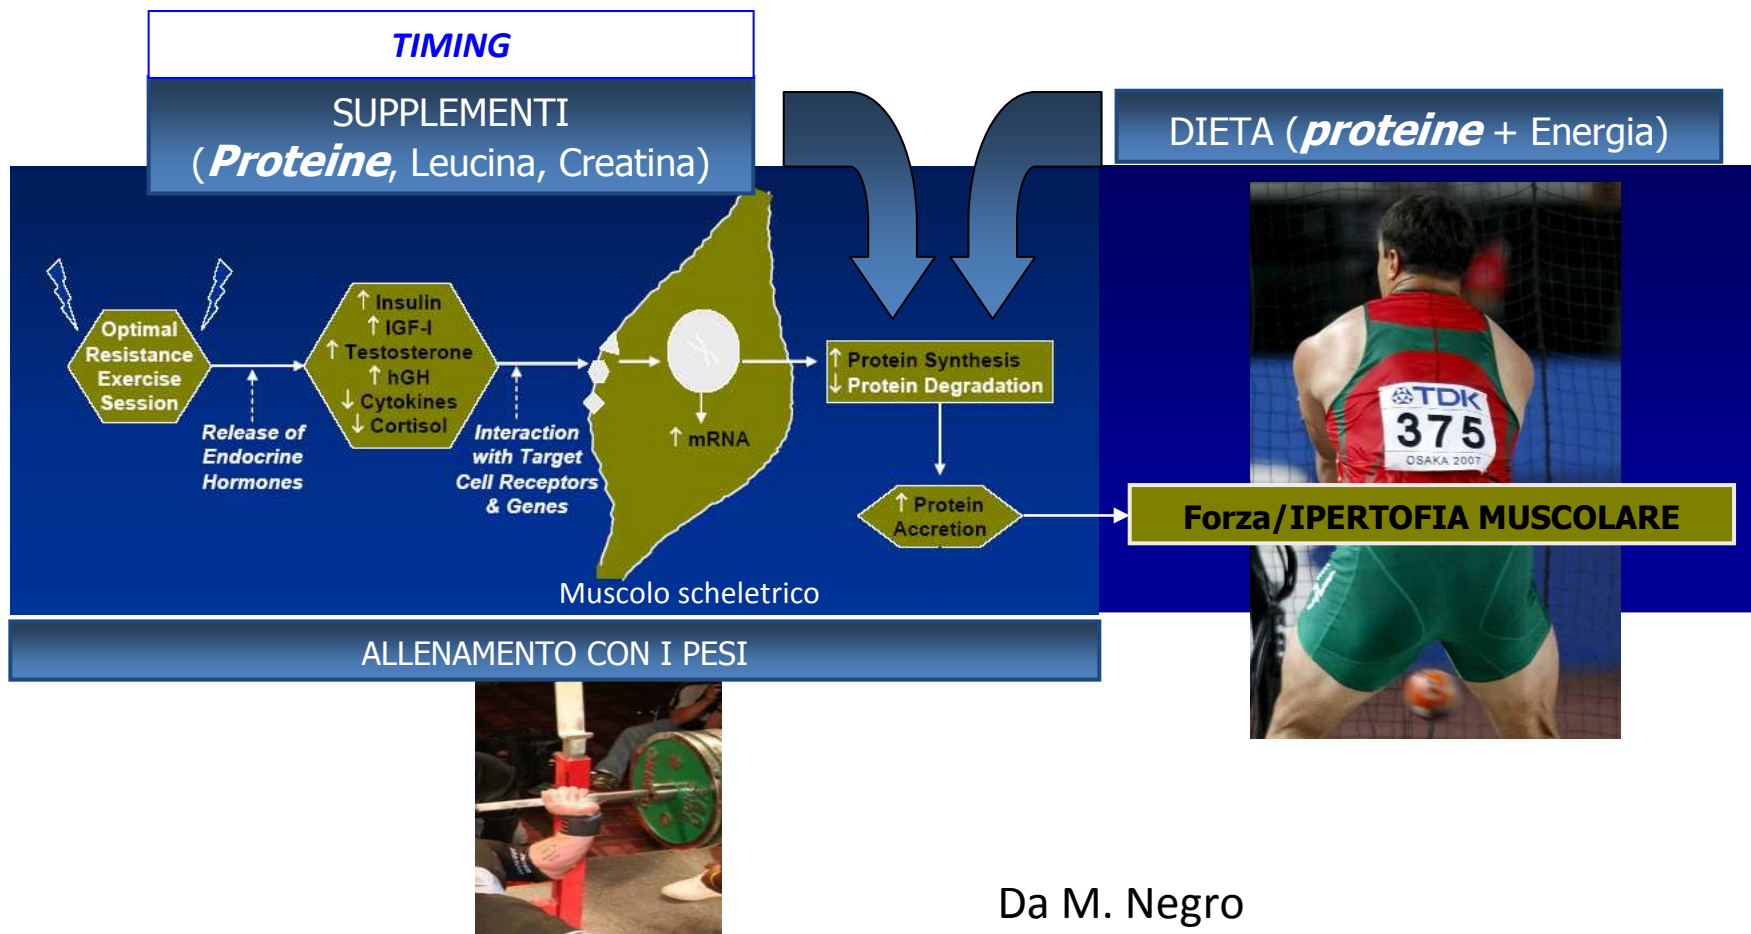 TIMING
SUPPLEMENTI
(Proteine, Leucina, Creatina)
DIETA (proteine + Energia)
Optimal
Resistance
Exercise
Session
↑ Insulin
↑ IGF-I
↑ Testosterone
↑ hGH
↓ Cytokines
↓ Cortisol
Release of
Endocrine
Hormones
Interaction
with Target
Cell Receptors
& Genes
↑ mRNA
↑ Protein Synthesis
↓ Protein Degradation
↑ Protein
Accretion
TDK
375
OSAKA 2007
Forza/IPERTOFIA MUSCOLARE
Muscolo scheletrico
ALLENAMENTO CON I PESI
Da M. Negro